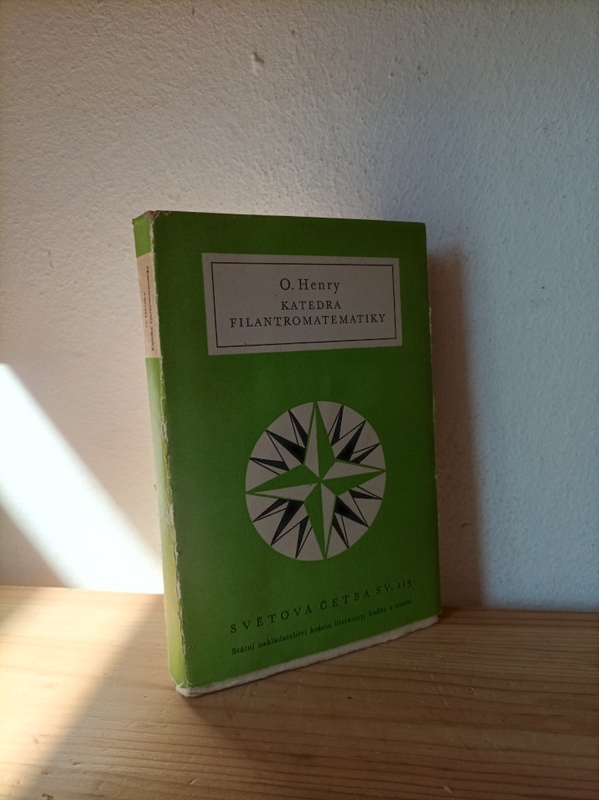 O. Henry
KATEDRA
FILANTROMATEMATIKY
SVĚTOVÁ ČETBA SV. 113
Státní nakladatelství krásné literatury, hudby a umění